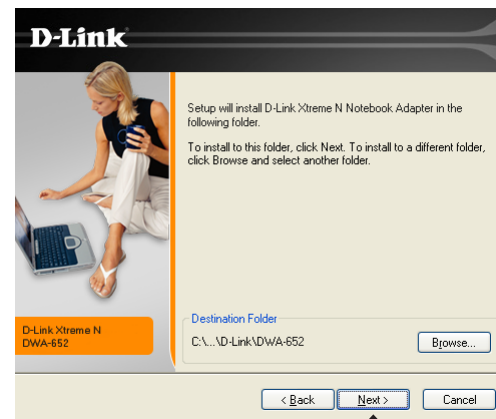 D-Link
Setup will install D-Link Xtreme N Notebook Adapter in the
following folder.
To install to this folder, click Next. To install to a different folder,
click Browse and select another folder.
D-Link Xtreme N
DWA-652
Destination Folder
C:\...\D-Link\DWA-652
Browse...
< Back
Next >
Cancel